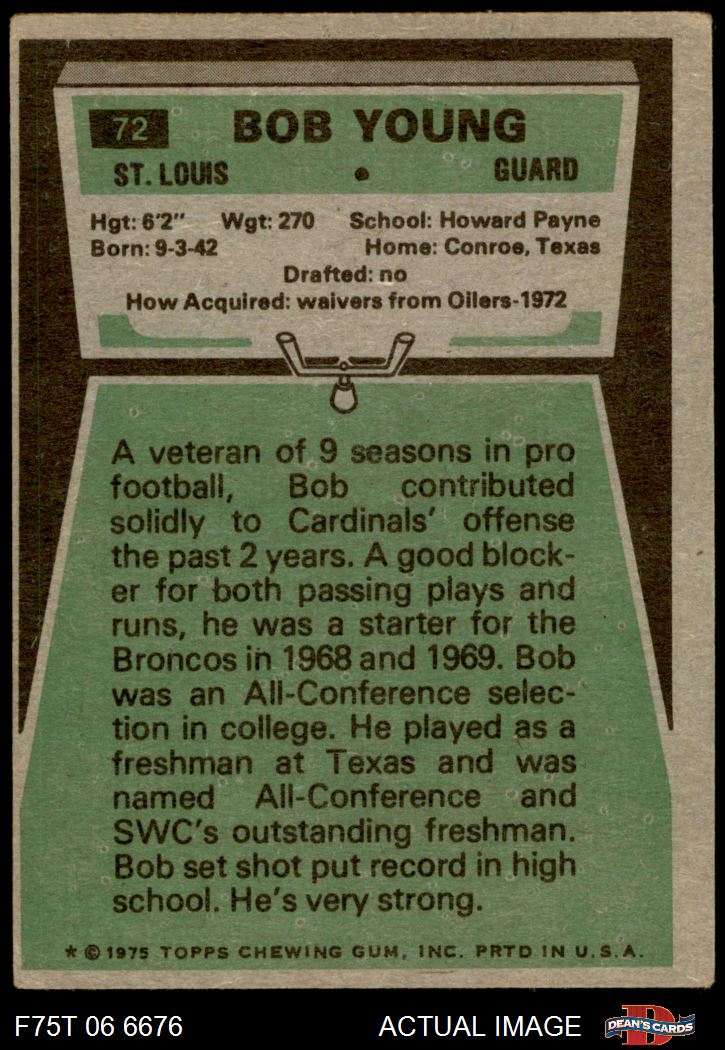 72 BOB YOUNG
ST. LOUIS • GUARD
Hgt: 6'2" Wgt: 270 School: Howard Payne
Born: 9-3-42 Home: Conroe, Texas
Drafted: no
How Acquired: waivers from Oilers-1972
A veteran of 9 seasons in pro
football, Bob contributed
solidly to Cardinals' offense
the past 2 years. A good block-
er for both passing plays and
runs, he was a starter for the
Broncos in 1968 and 1969. Bob
was an All-Conference selec-
tion in college. He played as a
freshman at Texas and was
named All-Conference and
SWC's outstanding freshman.
Bob set shot put record in high
school. He's very strong.
* © 1975 TOPPS CHEWING GUM, INC. PRTD IN U.S.A.
F75T 06 6676 ACTUAL IMAGE D DEAN'S CARDS